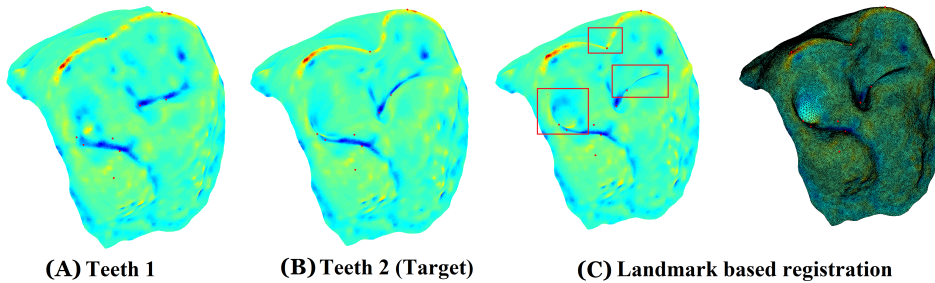 (A) Teeth 1
(B) Teeth 2 (Target)
(C) Landmark based registration